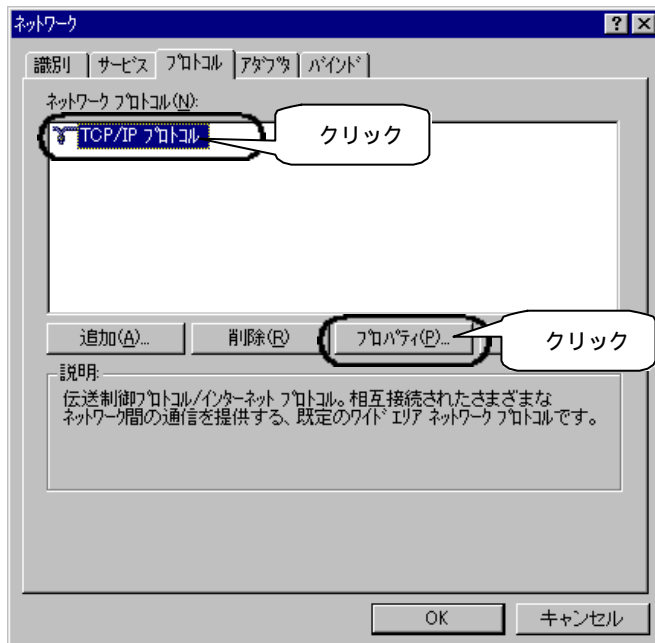 ネットワーク
識別 サービス プロトコル アダプタ バインド
ネットワーク プロトコル(N):
TCP/IP プロトコル
クリック
追加(A)... 削除(R) プロパティ(P)...
クリック
説明:
伝送制御プロトコル/インターネット プロトコル。相互接続されたさまざまな
ネットワーク間の通信を提供する、既定のワイド エリア ネットワーク プロトコルです。
OK キャンセル